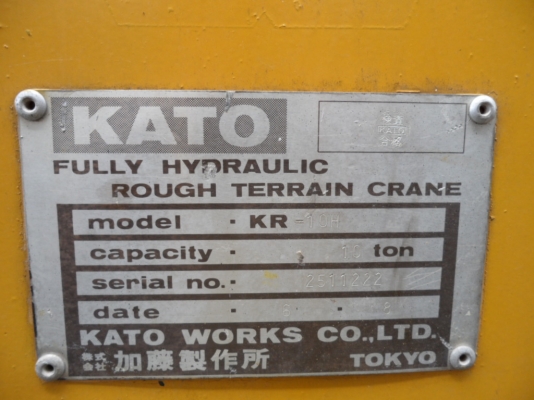 KATO
FULLY HYDRAULIC
ROUGH TERRAIN CRANE
model · KR
capacity · ton
serial no. ·
date · ·
KATO WORKS CO.,LTD.
株式会社 加藤製作所 TOKYO